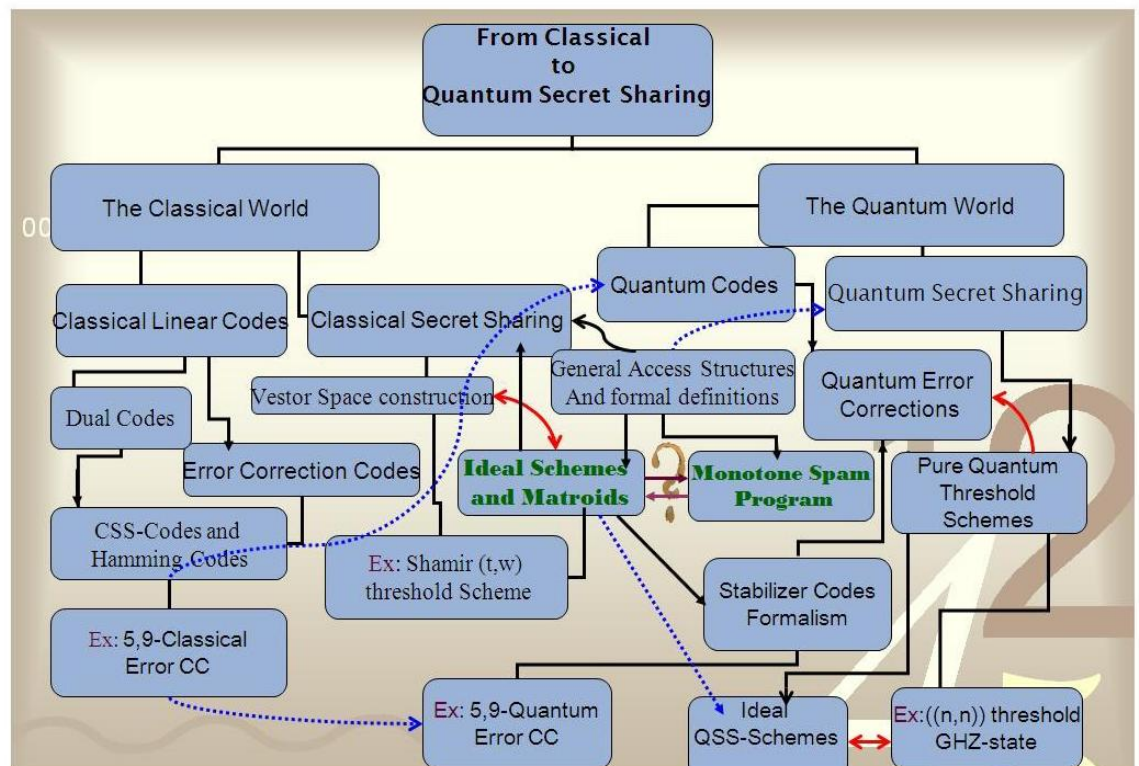 From Classical
to
Quantum Secret Sharing
The Classical World
The Quantum World
00
Quantum Codes
Quantum Secret Sharing
Classical Linear Codes
Classical Secret Sharing
General Access Structures
And formal definitions
Quantum Error
Corrections
Vestor Space construction
Dual Codes
Error Correction Codes
Ideal Schemes
and Matroids
?
Monotone Spam
Program
Pure Quantum
Threshold
Schemes
CSS-Codes and
Hamming Codes
Ex: Shamir (t,w)
threshold Scheme
Stabilizer Codes
Formalism
Ex: 5,9-Classical
Error CC
Ex: 5,9-Quantum
Error CC
Ideal
QSS-Schemes
Ex:((n,n)) threshold
GHZ-state
42